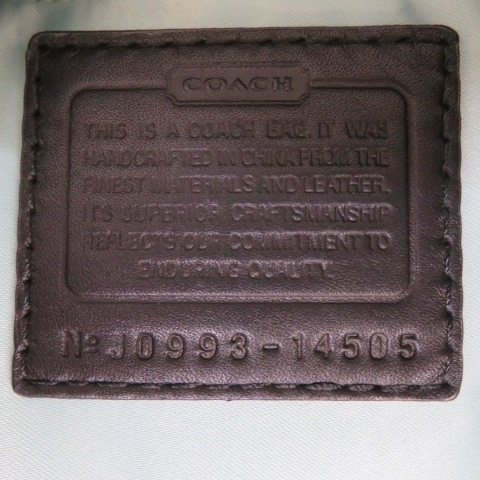 COACH
THIS IS A COACH BAG. IT WAS
HANDCRAFTED IN CHINA FROM THE
FINEST MATERIALS AND LEATHER.
ITS SUPERIOR CRAFTSMANSHIP
REFLECTS OUR COMMITMENT TO
ENDURING QUALITY.
Nº J0993-14505